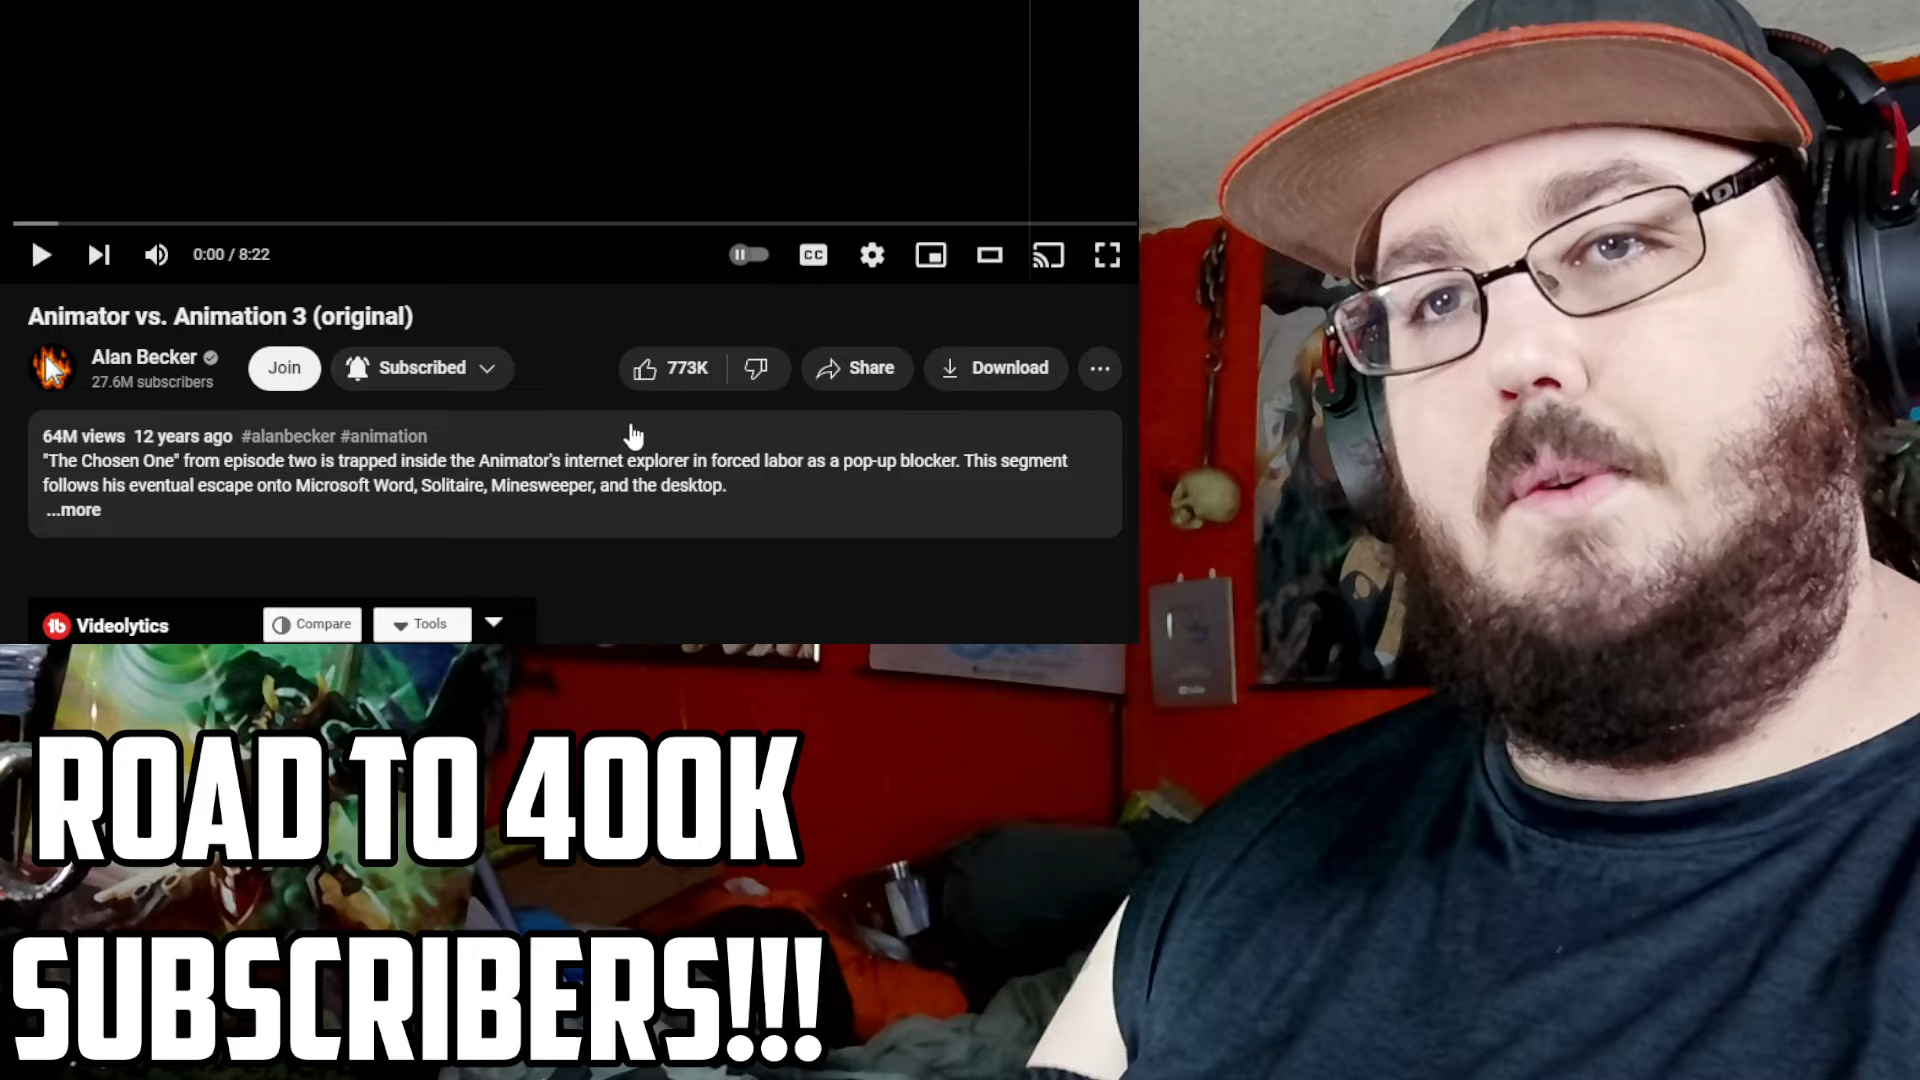 0:00 / 8:22
CC
Animator vs. Animation 3 (original)
Alan Becker
27.6M subscribers
Join
Subscribed
773K
Share
Download
64M views 12 years ago #alanbecker #animation
"The Chosen One" from episode two is trapped inside the Animator's internet explorer in forced labor as a pop-up blocker. This segment
follows his eventual escape onto Microsoft Word, Solitaire, Minesweeper, and the desktop.
...more
Videolytics
Compare
Tools
ROAD TO 400K
SUBSCRIBERS!!!